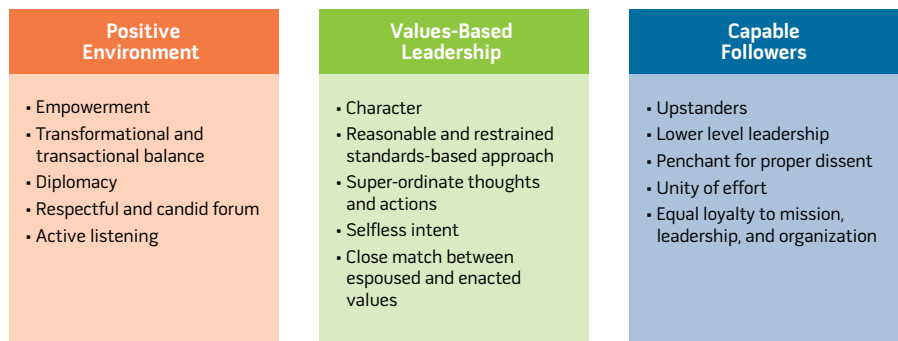 Positive
Environment
▪ Empowerment
▪ Transformational and
transactional balance
▪ Diplomacy
▪ Respectful and candid forum
▪ Active listening
Values-Based
Leadership
▪ Character
▪ Reasonable and restrained
standards-based approach
▪ Super-ordinate thoughts
and actions
▪ Selfless intent
▪ Close match between
espoused and enacted
values
Capable
Followers
▪ Upstanders
▪ Lower level leadership
▪ Penchant for proper dissent
▪ Unity of effort
▪ Equal loyalty to mission,
leadership, and organization